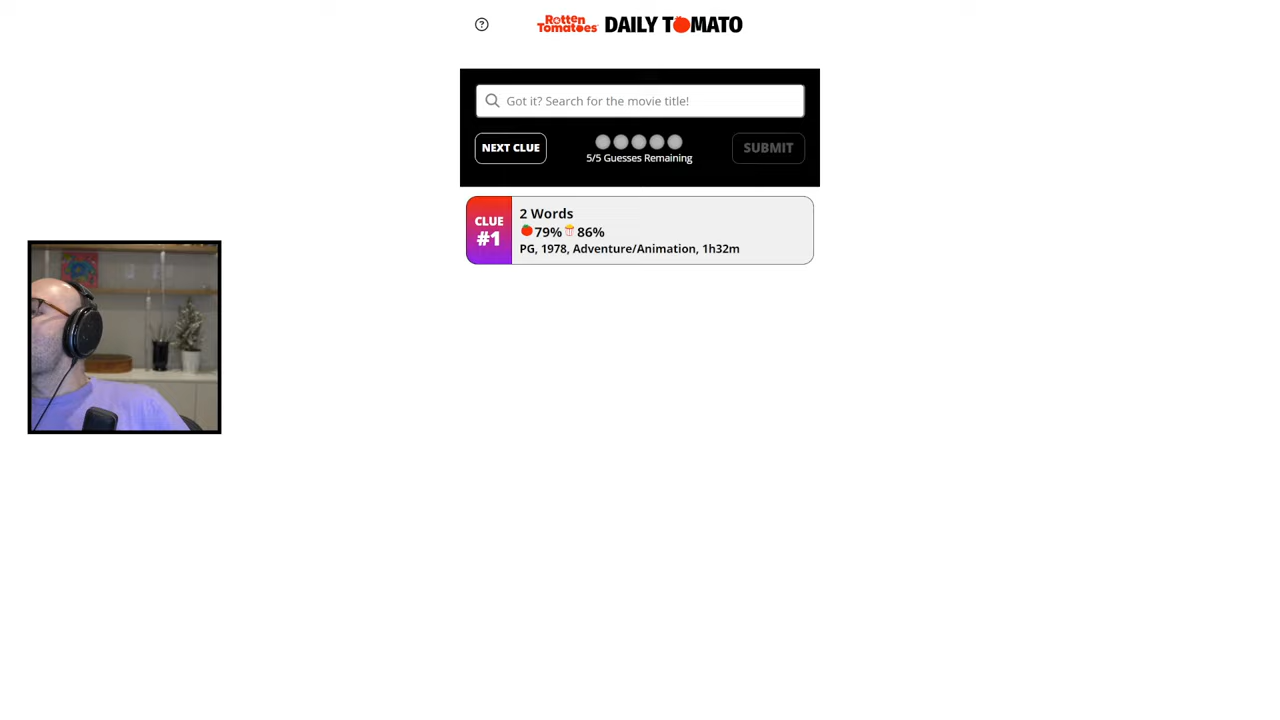 Rotten Tomatoes DAILY TOMATO
Got it? Search for the movie title!
NEXT CLUE
5/5 Guesses Remaining
SUBMIT
CLUE #1
2 Words
79% 86%
PG, 1978, Adventure/Animation, 1h32m